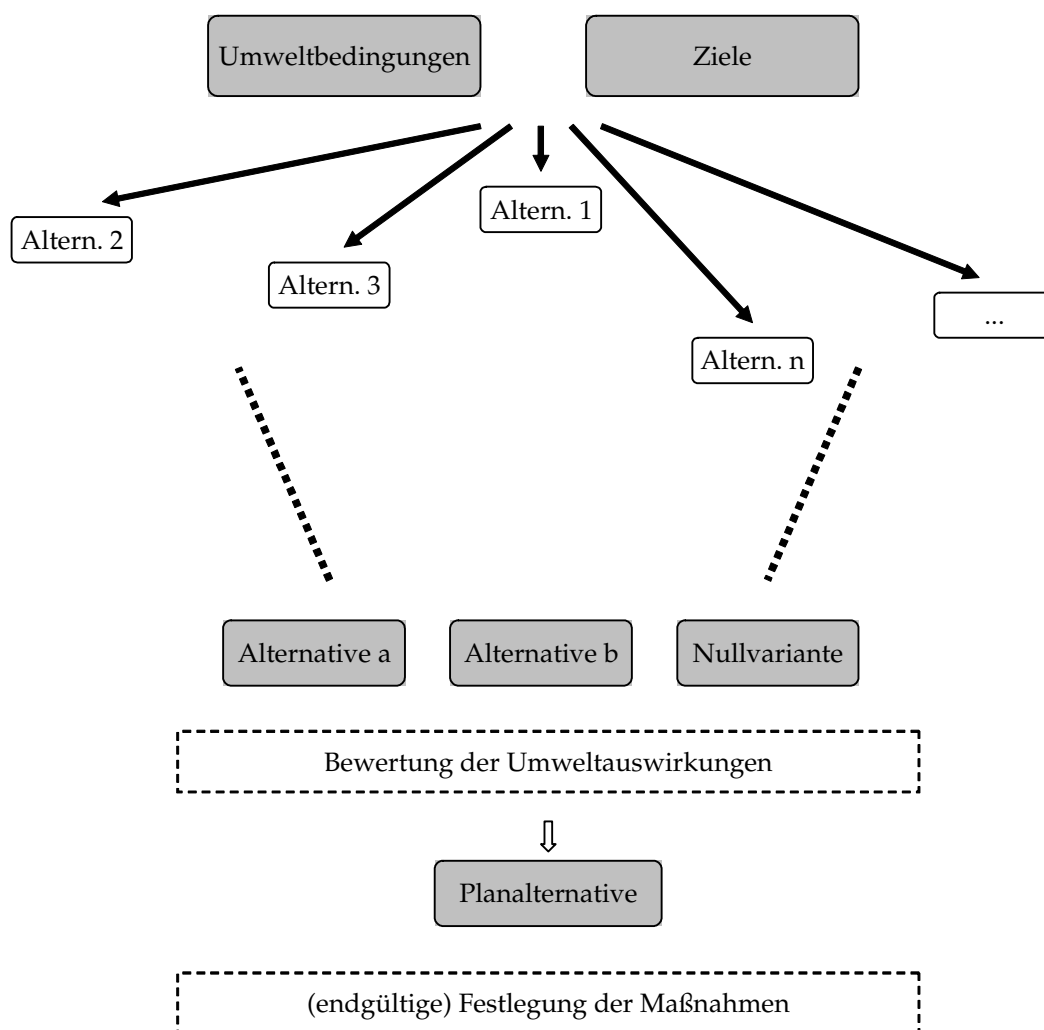 Umweltbedingungen
Ziele
Altern. 1
Altern. 2
Altern. 3
...
Altern. n
Alternative a
Alternative b
Nullvariante
Bewertung der Umweltauswirkungen
Planalternative
(endgültige) Festlegung der Maßnahmen